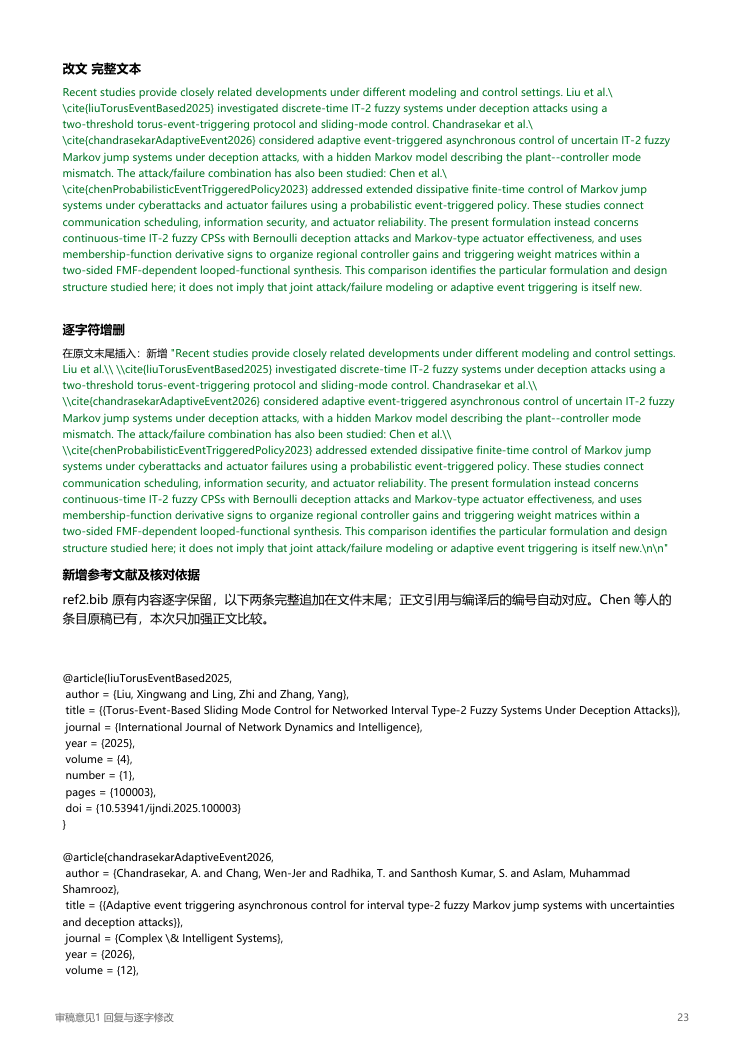 改文 完整文本
Recent studies provide closely related developments under different modeling and control settings. Liu et al.\
\cite{liuTorusEventBased2025} investigated discrete-time IT-2 fuzzy systems under deception attacks using a
two-threshold torus-event-triggering protocol and sliding-mode control. Chandrasekar et al.\
\cite{chandrasekarAdaptiveEvent2026} considered adaptive event-triggered asynchronous control of uncertain IT-2 fuzzy
Markov jump systems under deception attacks, with a hidden Markov model describing the plant--controller mode
mismatch. The attack/failure combination has also been studied: Chen et al.\
\cite{chenProbabilisticEventTriggeredPolicy2023} addressed extended dissipative finite-time control of Markov jump
systems under cyberattacks and actuator failures using a probabilistic event-triggered policy. These studies connect
communication scheduling, information security, and actuator reliability. The present formulation instead concerns
continuous-time IT-2 fuzzy CPSs with Bernoulli deception attacks and Markov-type actuator effectiveness, and uses
membership-function derivative signs to organize regional controller gains and triggering weight matrices within a
two-sided FMF-dependent looped-functional synthesis. This comparison identifies the particular formulation and design
structure studied here; it does not imply that joint attack/failure modeling or adaptive event triggering is itself new.
逐字符增删
在原文末尾插入：新增 "Recent studies provide closely related developments under different modeling and control settings.
Liu et al.\\ \\cite{liuTorusEventBased2025} investigated discrete-time IT-2 fuzzy systems under deception attacks using a
two-threshold torus-event-triggering protocol and sliding-mode control. Chandrasekar et al.\\
\\cite{chandrasekarAdaptiveEvent2026} considered adaptive event-triggered asynchronous control of uncertain IT-2 fuzzy
Markov jump systems under deception attacks, with a hidden Markov model describing the plant--controller mode
mismatch. The attack/failure combination has also been studied: Chen et al.\\
\\cite{chenProbabilisticEventTriggeredPolicy2023} addressed extended dissipative finite-time control of Markov jump
systems under cyberattacks and actuator failures using a probabilistic event-triggered policy. These studies connect
communication scheduling, information security, and actuator reliability. The present formulation instead concerns
continuous-time IT-2 fuzzy CPSs with Bernoulli deception attacks and Markov-type actuator effectiveness, and uses
membership-function derivative signs to organize regional controller gains and triggering weight matrices within a
two-sided FMF-dependent looped-functional synthesis. This comparison identifies the particular formulation and design
structure studied here; it does not imply that joint attack/failure modeling or adaptive event triggering is itself new.\n\n"
新增参考文献及核对依据
ref2.bib 原有内容逐字保留，以下两条完整追加在文件末尾；正文引用与编译后的编号自动对应。Chen 等人的
条目原稿已有，本次只加强正文比较。
@article{liuTorusEventBased2025,
author = {Liu, Xingwang and Ling, Zhi and Zhang, Yang},
title = {{Torus-Event-Based Sliding Mode Control for Networked Interval Type-2 Fuzzy Systems Under Deception Attacks}},
journal = {International Journal of Network Dynamics and Intelligence},
year = {2025},
volume = {4},
number = {1},
pages = {100003},
doi = {10.53941/ijndi.2025.100003}
}
@article{chandrasekarAdaptiveEvent2026,
author = {Chandrasekar, A. and Chang, Wen-Jer and Radhika, T. and Santhosh Kumar, S. and Aslam, Muhammad
Shamrooz},
title = {{Adaptive event triggering asynchronous control for interval type-2 fuzzy Markov jump systems with uncertainties
and deception attacks}},
journal = {Complex \& Intelligent Systems},
year = {2026},
volume = {12},
审稿意见1 回复与逐字修改
23